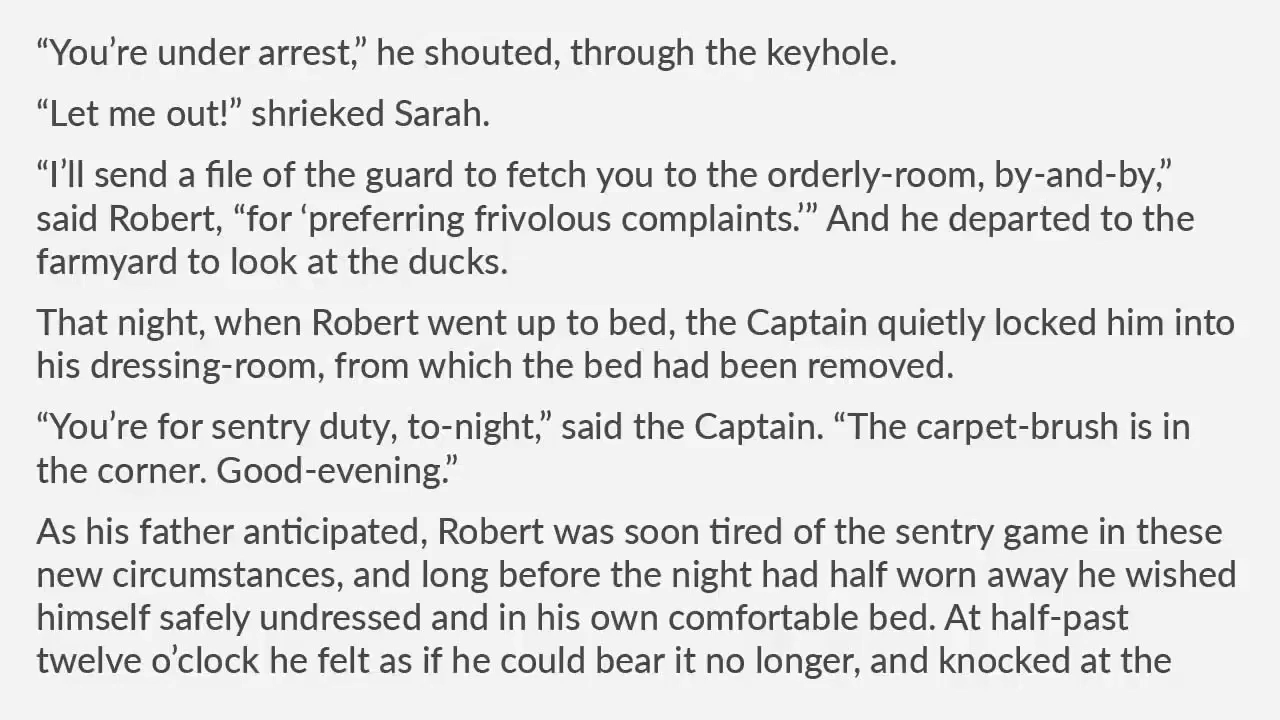 “You’re under arrest,” he shouted, through the keyhole.
“Let me out!” shrieked Sarah.
“I’ll send a file of the guard to fetch you to the orderly-room, by-and-by,”
said Robert, “for ‘preferring frivolous complaints.’” And he departed to the
farmyard to look at the ducks.
That night, when Robert went up to bed, the Captain quietly locked him into
his dressing-room, from which the bed had been removed.
“You’re for sentry duty, to-night,” said the Captain. “The carpet-brush is in
the corner. Good-evening.”
As his father anticipated, Robert was soon tired of the sentry game in these
new circumstances, and long before the night had half worn away he wished
himself safely undressed and in his own comfortable bed. At half-past
twelve o’clock he felt as if he could bear it no longer, and knocked at the